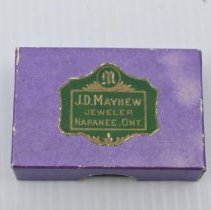 M
J.D. MAYHEW
JEWELER
NAPANEE. ONT.